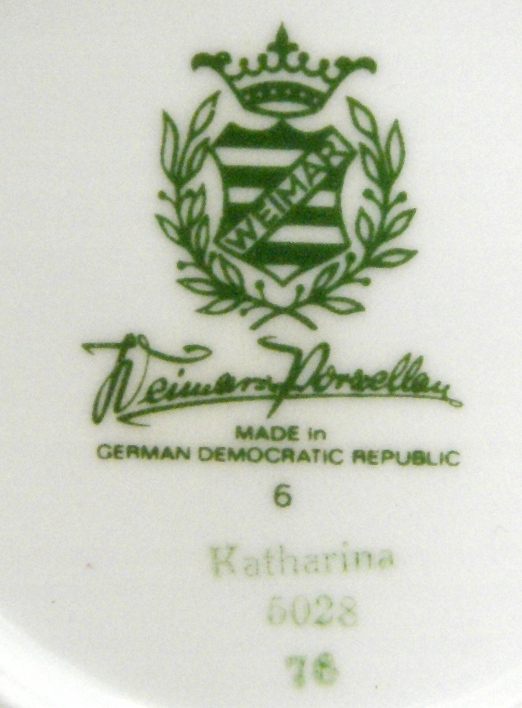 WEIMAR
Weimar Porzellan
MADE in
GERMAN DEMOCRATIC REPUBLIC
6
Katharina
5028
76